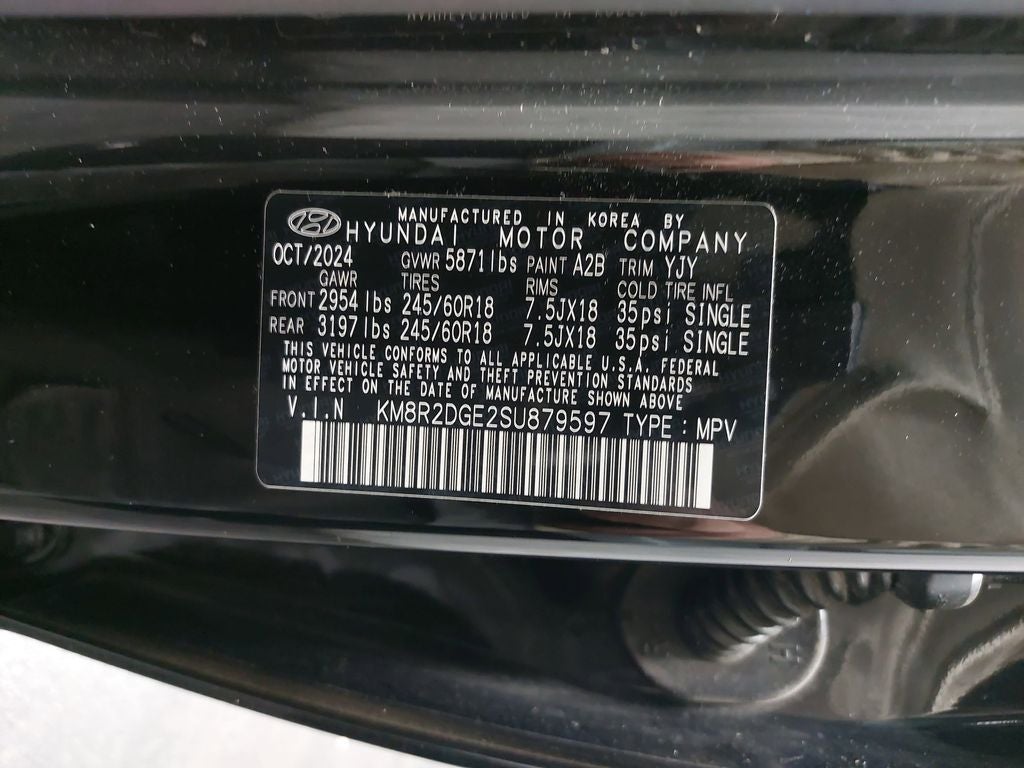 MANUFACTURED IN KOREA BY
HYUNDAI MOTOR COMPANY
OCT/2024 GVWR 5871lbs PAINT A2B TRIM YJY
GAWR TIRES RIMS COLD TIRE INFL
FRONT 2954lbs 245/60R18 7.5JX18 35psi SINGLE
REAR 3197lbs 245/60R18 7.5JX18 35psi SINGLE
THIS VEHICLE CONFORMS TO ALL APPLICABLE U.S.A. FEDERAL
MOTOR VEHICLE SAFETY AND THEFT PREVENTION STANDARDS
IN EFFECT ON THE DATE OF MANUFACTURE SHOWN ABOVE
V.I.N KM8R2DGE2SU879597 TYPE : MPV